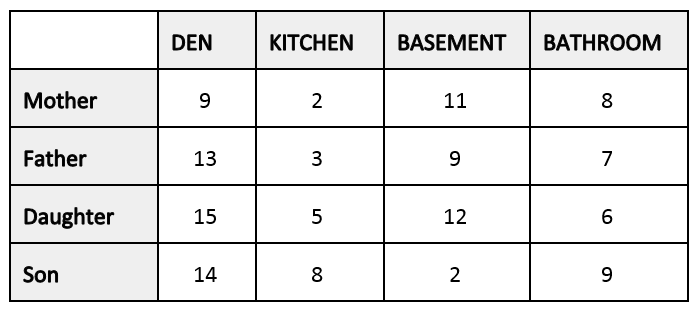 DEN KITCHEN BASEMENT BATHROOM
Mother 9 2 11 8
Father 13 3 9 7
Daughter 15 5 12 6
Son 14 8 2 9